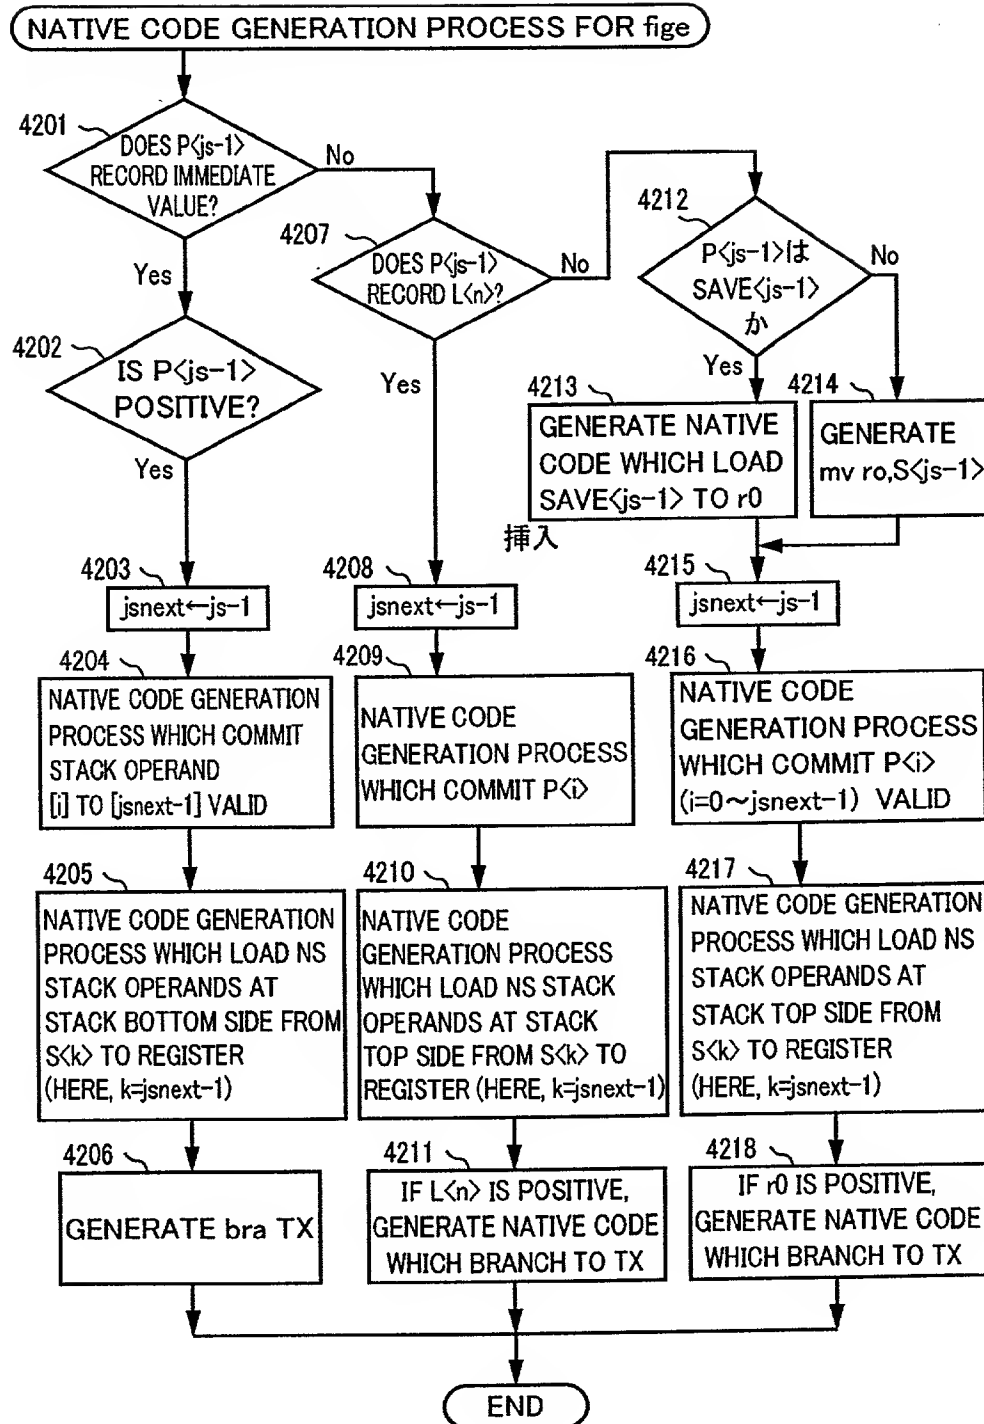 NATIVE CODE GENERATION PROCESS FOR fige
4201
DOES P<js-1>
RECORD IMMEDIATE
VALUE?
No
Yes
4202
IS P<js-1>
POSITIVE?
Yes
4203
jsnext←js-1
4204
NATIVE CODE GENERATION
PROCESS WHICH COMMIT
STACK OPERAND
[i] TO [jsnext-1] VALID
4205
NATIVE CODE GENERATION
PROCESS WHICH LOAD NS
STACK OPERANDS AT
STACK BOTTOM SIDE FROM
S<k> TO REGISTER
(HERE, k=jsnext-1)
4206
GENERATE bra TX
4207
DOES P<js-1>
RECORD L<n>?
No
Yes
4208
jsnext←js-1
4209
NATIVE CODE
GENERATION PROCESS
WHICH COMMIT P<i>
4210
NATIVE CODE
GENERATION PROCESS
WHICH LOAD NS STACK
OPERANDS AT STACK
TOP SIDE FROM S<k> TO
REGISTER (HERE, k=jsnext-1)
4211
IF L<n> IS POSITIVE,
GENERATE NATIVE CODE
WHICH BRANCH TO TX
4212
P<js-1>は
SAVE<js-1>
か
No
Yes
4213
GENERATE NATIVE
CODE WHICH LOAD
SAVE<js-1> TO r0
挿入
4214
GENERATE
mv ro,S<js-1>
4215
jsnext←js-1
4216
NATIVE CODE
GENERATION PROCESS
WHICH COMMIT P<i>
(i=0~jsnext-1) VALID
4217
NATIVE CODE GENERATION
PROCESS WHICH LOAD NS
STACK OPERANDS AT
STACK TOP SIDE FROM
S<k> TO REGISTER
(HERE, k=jsnext-1)
4218
IF r0 IS POSITIVE,
GENERATE NATIVE CODE
WHICH BRANCH TO TX
END